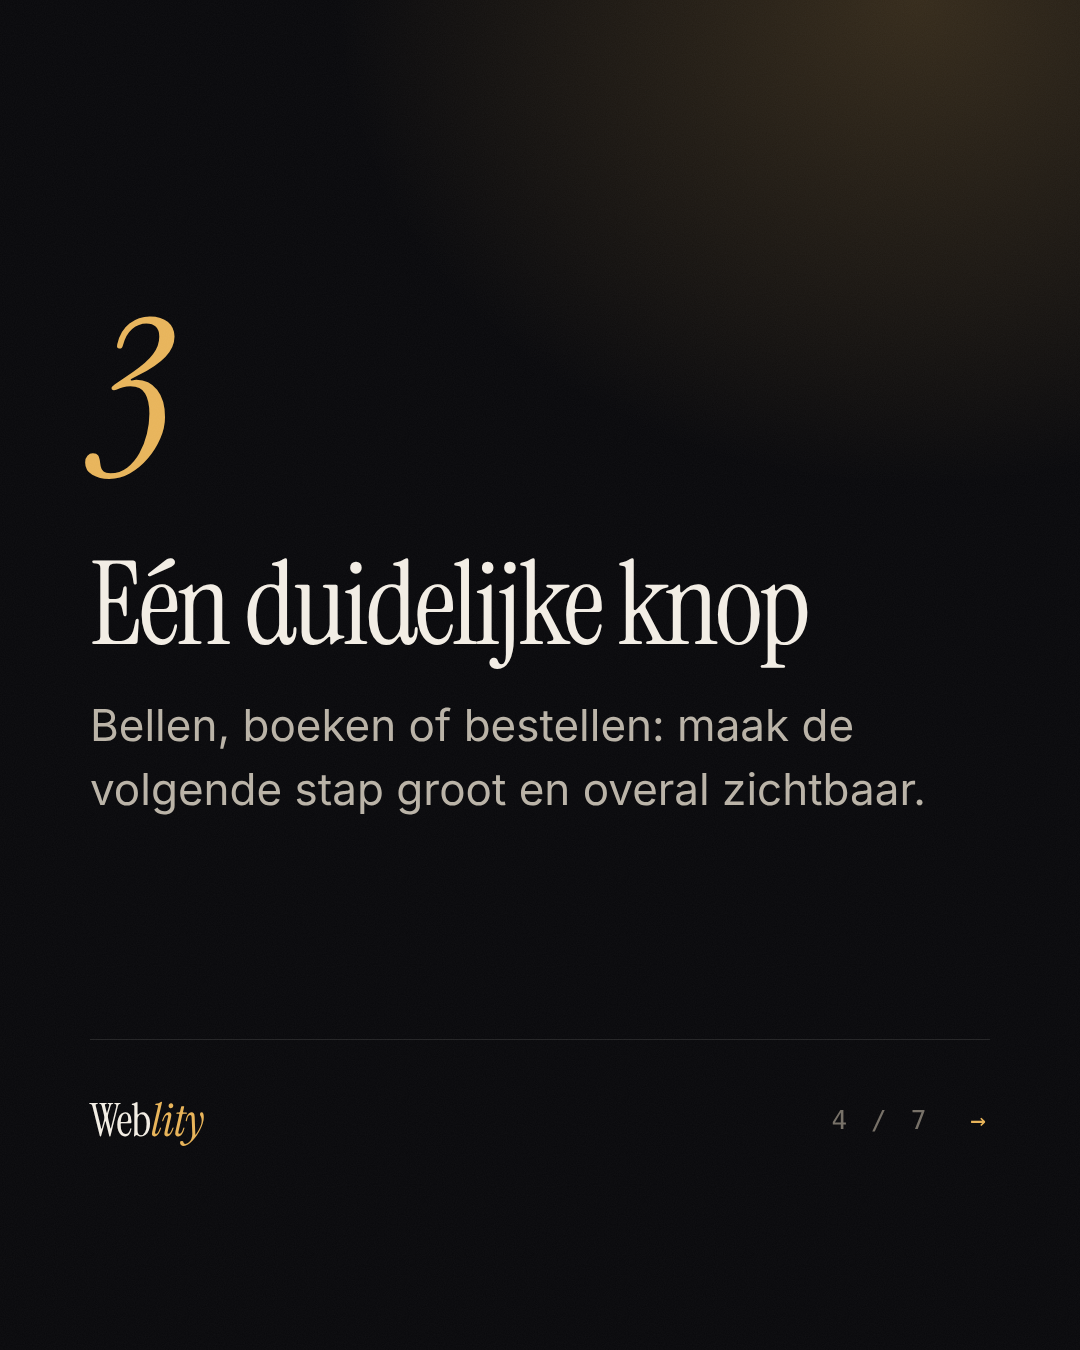 3
Eén duidelijke knop
Bellen, boeken of bestellen: maak de
volgende stap groot en overal zichtbaar.
Weblity
4 / 7 →